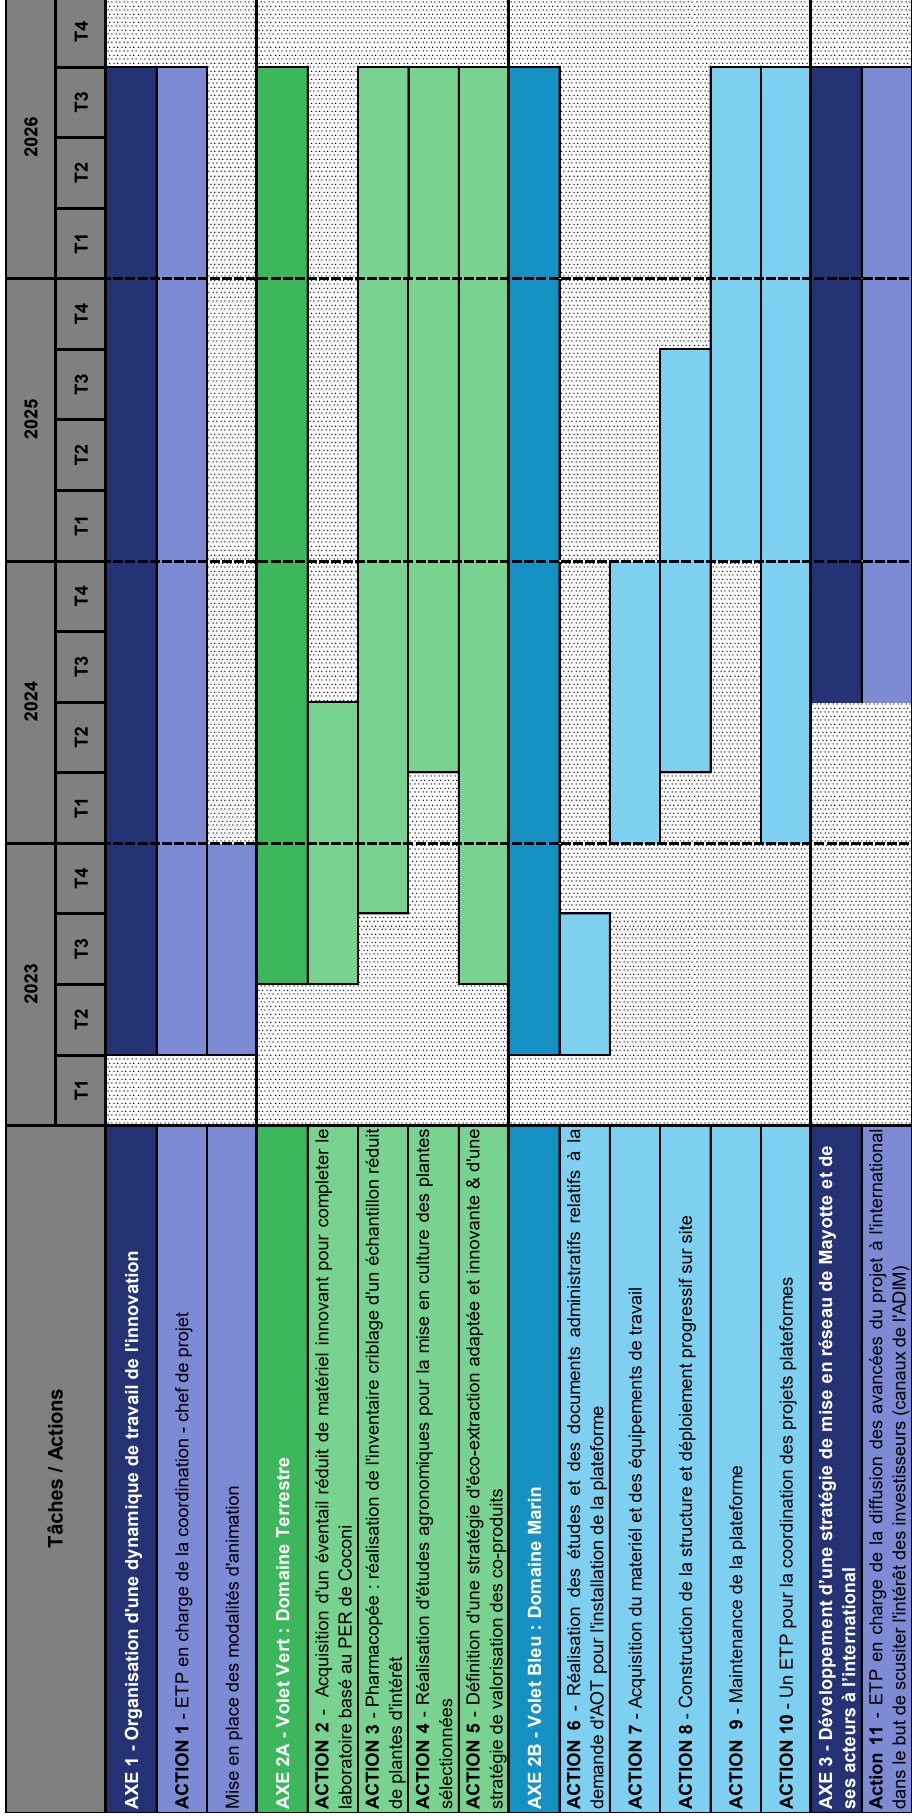 Tâches / Actions
2023
2024
2025
2026
T1
T2
T3
T4
T1
T2
T3
T4
T1
T2
T3
T4
T1
T2
T3
T4
AXE 1 - Organisation d'une dynamique de travail de l'innovation
ACTION 1 - ETP en charge de la coordination - chef de projet
Mise en place des modalités d'animation
AXE 2A - Volet Vert : Domaine Terrestre
ACTION 2 - Acquisition d'un éventail réduit de matériel innovant pour completer le
laboratoire basé au PER de Coconi
ACTION 3 - Pharmacopée : réalisation de l'inventaire criblage d'un échantillon réduit
de plantes d'intérêt
ACTION 4 - Réalisation d'études agronomiques pour la mise en culture des plantes
sélectionnées
ACTION 5 - Définition d'une stratégie d'éco-extraction adaptée et innovante & d'une
stratégie de valorisation des co-produits
AXE 2B - Volet Bleu : Domaine Marin
ACTION 6 - Réalisation des études et des documents administratifs relatifs à la
demande d'AOT pour l'installation de la plateforme
ACTION 7 - Acquisition du matériel et des équipements de travail
ACTION 8 - Construction de la structure et déploiement progressif sur site
ACTION 9 - Maintenance de la plateforme
ACTION 10 - Un ETP pour la coordination des projets plateformes
AXE 3 - Développement d'une stratégie de mise en réseau de Mayotte et de
ses acteurs à l'international
Action 11 - ETP en charge de la diffusion des avancées du projet à l'international
dans le but de scusiter l'intérêt des investisseurs (canaux de l'ADIM)